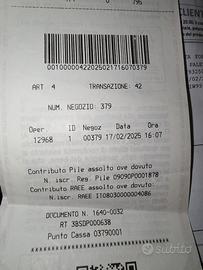 00100000422502021716070379
ART 4 TRANSAZIONE: 42
NUM. NEGOZIO: 379
Oper ID Negoz Data Ora
12968 1 00379 17/02/2025 16:07
Contributo Pile assolto ove dovuto
N. iscr. Reg. Pile 09090P0001878
Contributo RAEE assolto ove dovuto
N. iscr. RAEE IT08030000004086
DOCUMENTO N. 1640-0032
RT 3BSDP000638
Punto Cassa 03790001
subito